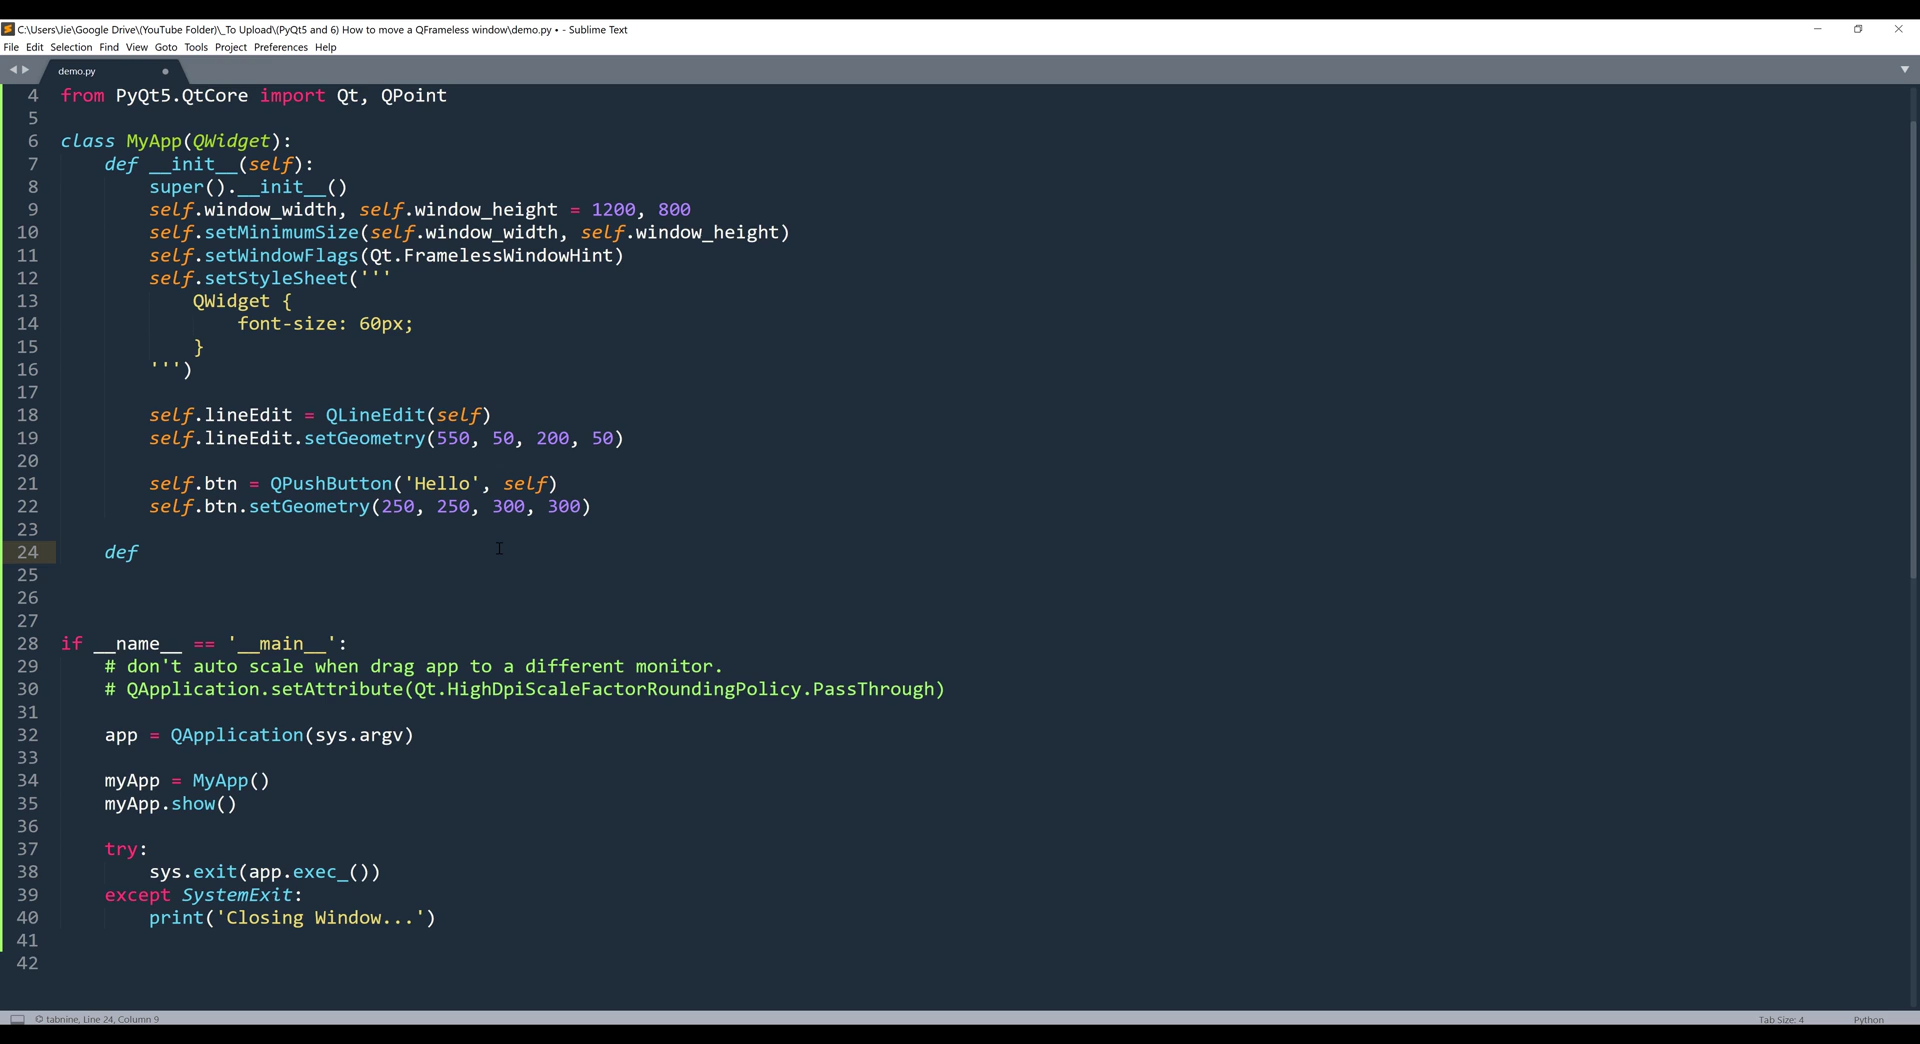 C:\Users\Jie\Google Drive\(YouTube Folder)\_To Upload\(PyQt5 and 6) How to move a QFrameless window\demo.py • - Sublime Text
File Edit Selection Find View Goto Tools Project Preferences Help
demo.py
4 from PyQt5.QtCore import Qt, QPoint
5
6 class MyApp(QWidget):
7     def __init__(self):
8         super().__init__()
9         self.window_width, self.window_height = 1200, 800
10         self.setMinimumSize(self.window_width, self.window_height)
11         self.setWindowFlags(Qt.FramelessWindowHint)
12         self.setStyleSheet('''
13             QWidget {
14                 font-size: 60px;
15             }
16         ''')
17
18         self.lineEdit = QLineEdit(self)
19         self.lineEdit.setGeometry(550, 50, 200, 50)
20
21         self.btn = QPushButton('Hello', self)
22         self.btn.setGeometry(250, 250, 300, 300)
23
24     def
25
26
27
28 if __name__ == '__main__':
29     # don't auto scale when drag app to a different monitor.
30     # QApplication.setAttribute(Qt.HighDpiScaleFactorRoundingPolicy.PassThrough)
31
32     app = QApplication(sys.argv)
33
34     myApp = MyApp()
35     myApp.show()
36
37     try:
38         sys.exit(app.exec_())
39     except SystemExit:
40         print('Closing Window...')
41
42
tabnine, Line 24, Column 9 Tab Size: 4 Python